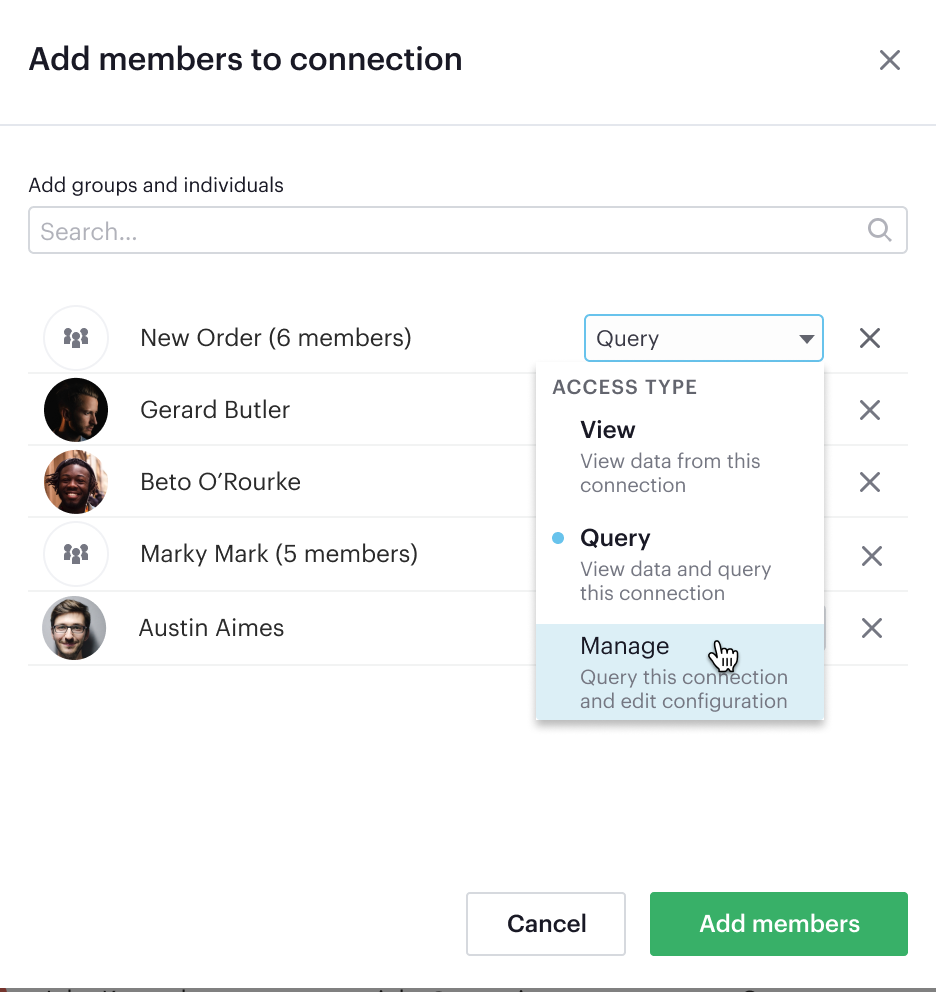 Add members to connection
Add groups and individuals
Search...
New Order (6 members)
Query
ACCESS TYPE
Gerard Butler
View
View data from this
connection
Beto O’Rourke
Query
View data and query
this connection
Marky Mark (5 members)
Austin Aimes
Manage
Query this connection
and edit configuration
Cancel
Add members